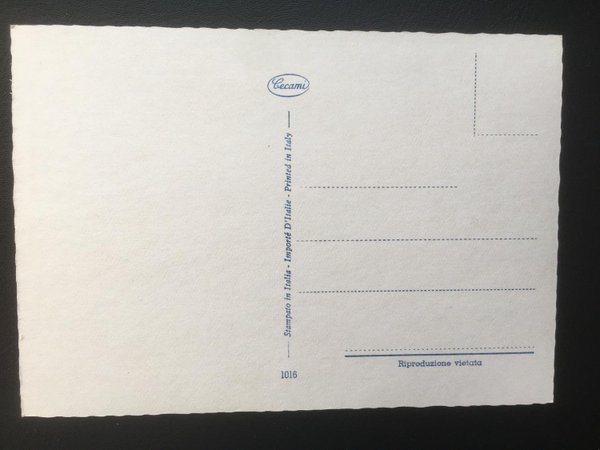 Cecami
Stampato in Italia - Importé D'Italie - Printed in Italy
1016
Riproduzione vietata